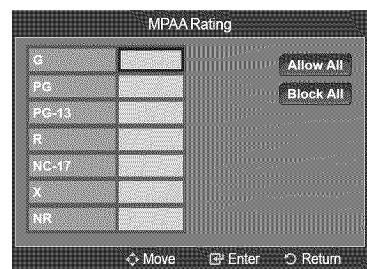 MPAA Rating
G
Allow All
PG
Block All
PG-13
R
NC-17
X
NR
Move Enter Return